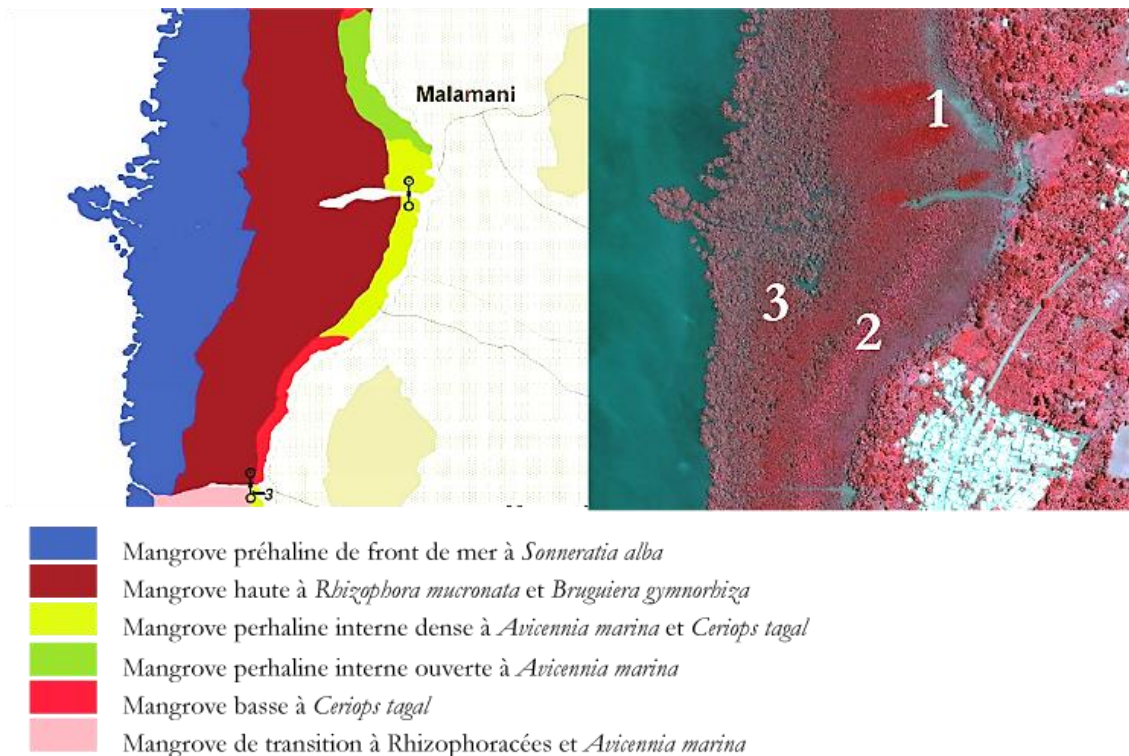 Malamani
1
2
3
3
Mangrove préhaline de front de mer à Sonneratia alba
Mangrove haute à Rhizophora mucronata et Bruguiera gymnorhiza
Mangrove perhaline interne dense à Avicennia marina et Ceriops tagal
Mangrove perhaline interne ouverte à Avicennia marina
Mangrove basse à Ceriops tagal
Mangrove de transition à Rhizophoracées et Avicennia marina